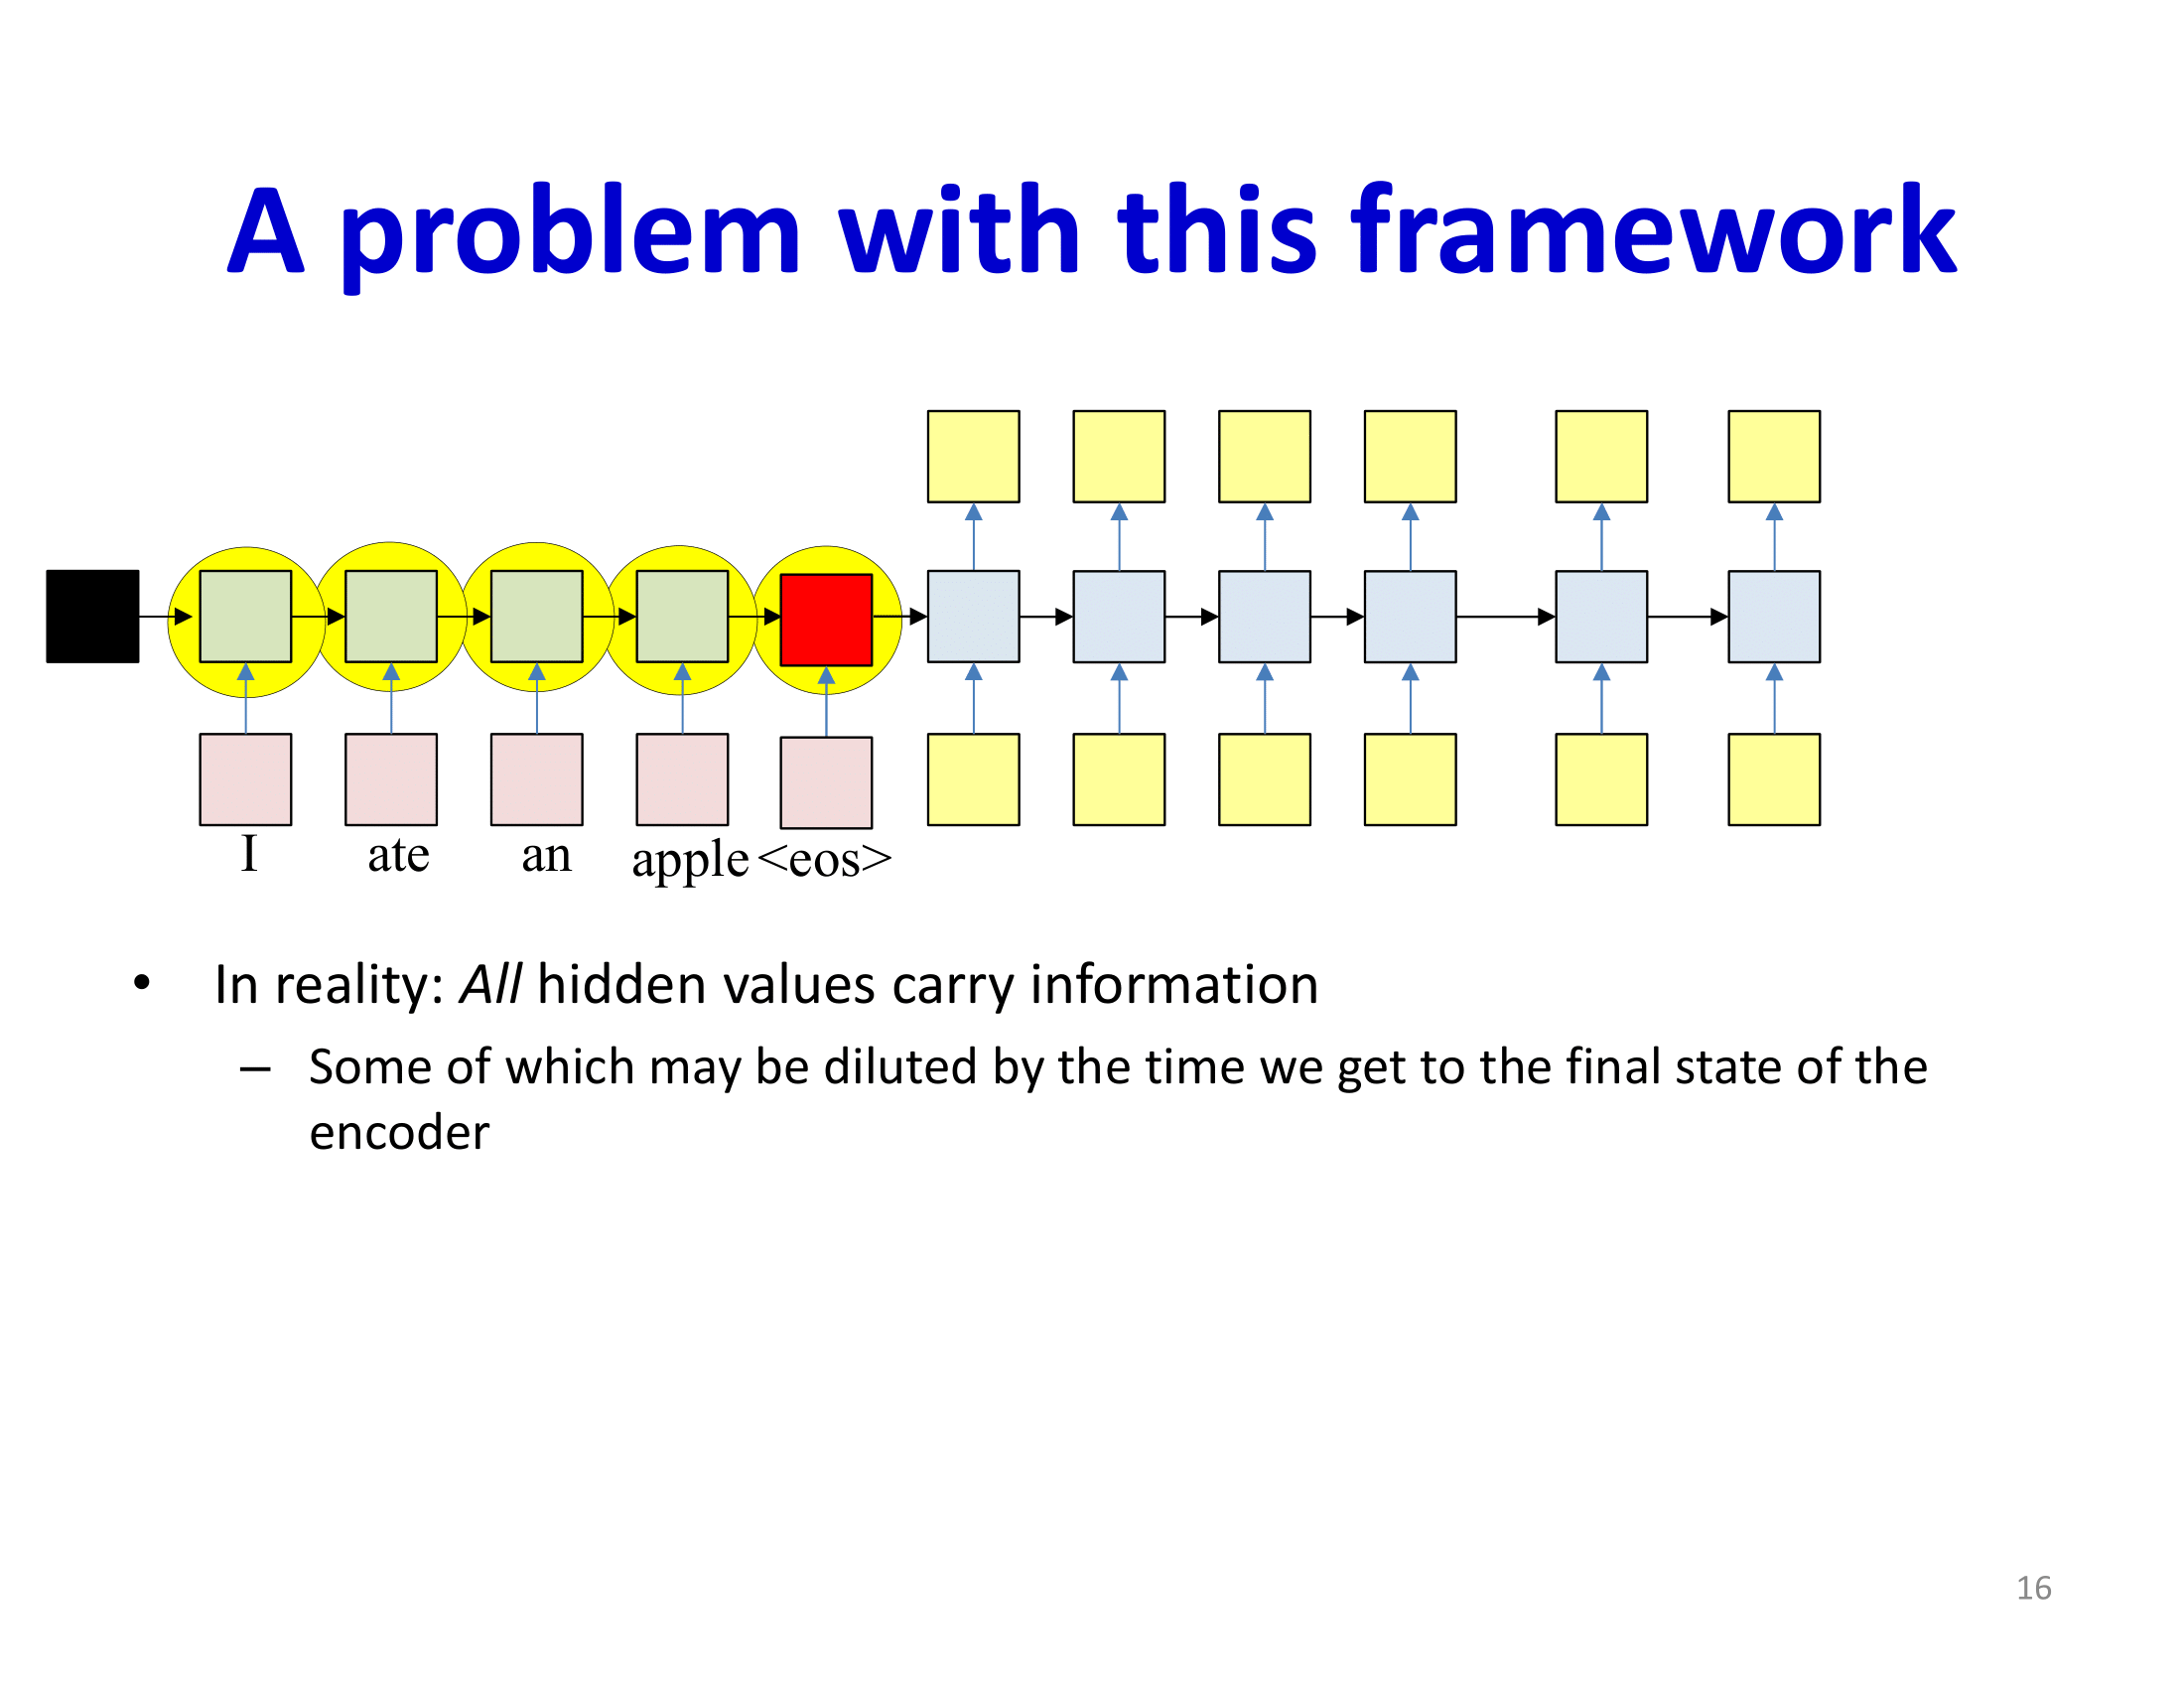 A problem with this framework
I ate an apple <eos>
• In reality: All hidden values carry information
– Some of which may be diluted by the time we get to the final state of the
encoder
16